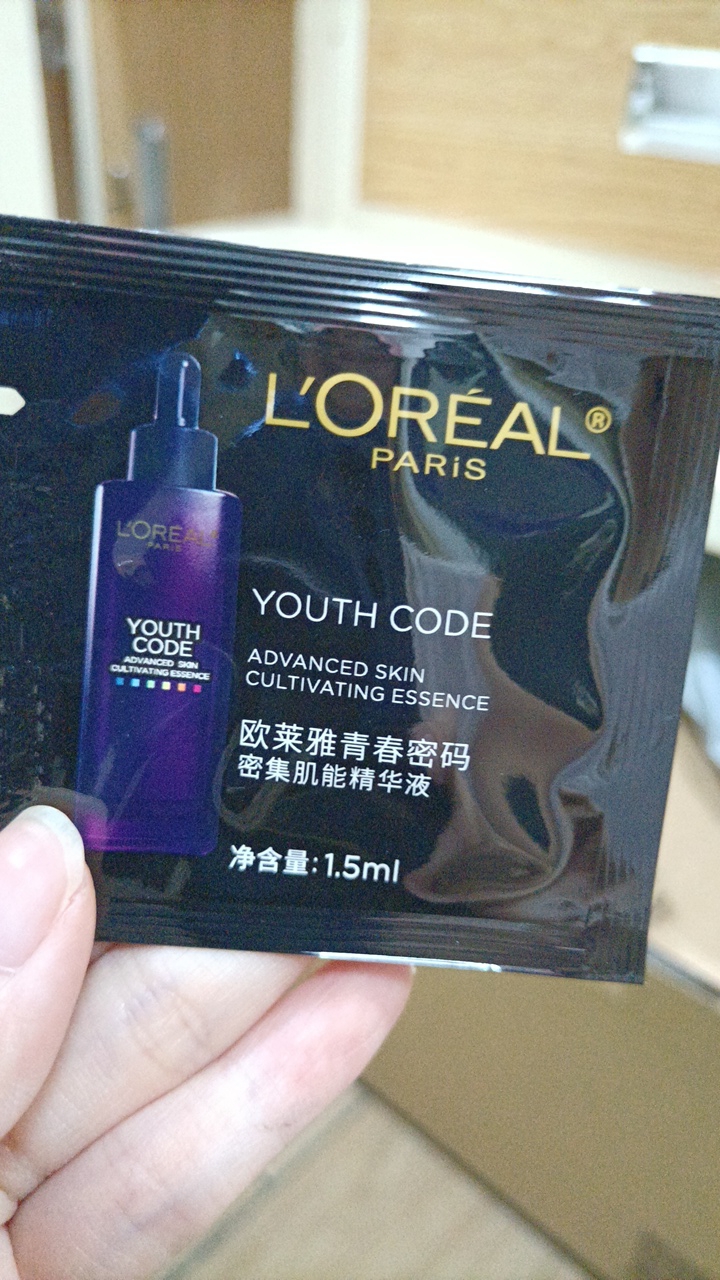 L'ORÉAL®
PARIS
YOUTH CODE
ADVANCED SKIN
CULTIVATING ESSENCE
欧莱雅青春密码
密集肌能精华液
净含量:1.5ml
L'ORÉAL
PARIS
YOUTH
CODE
ADVANCED SKIN
CULTIVATING ESSENCE